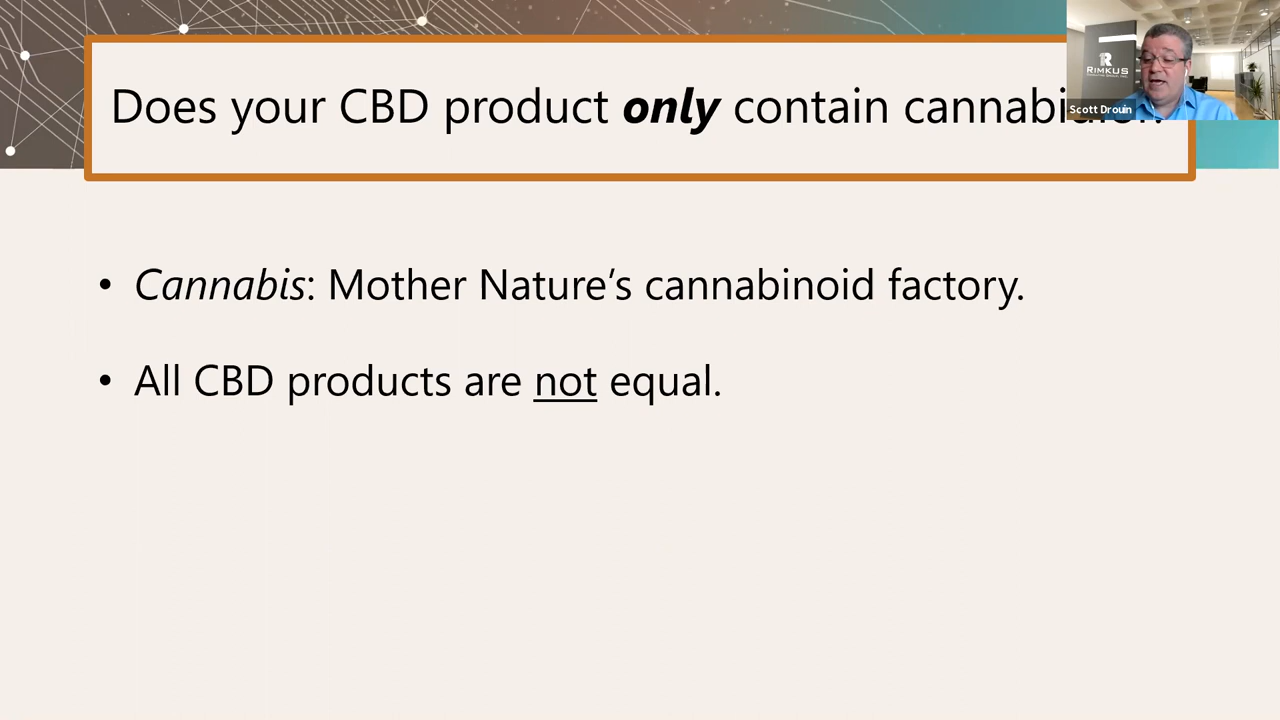 Does your CBD product only contain cannabidiol?
RIMKUS
Scott Drouin
• Cannabis: Mother Nature’s cannabinoid factory.
• All CBD products are not equal.